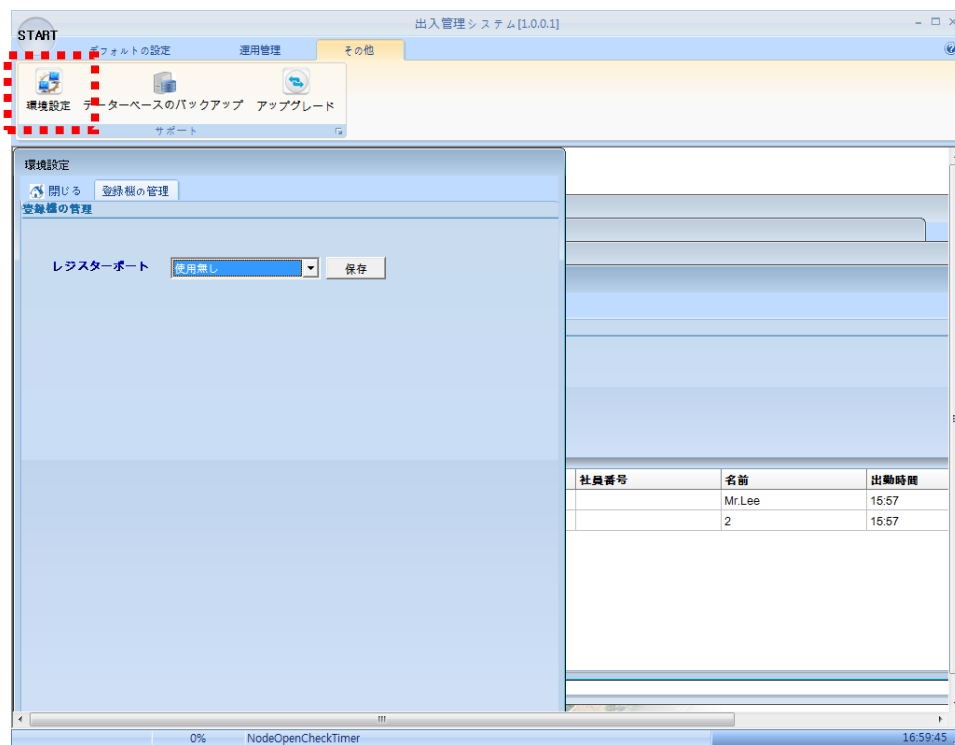 出入管理システム[1.0.0.1]
START
デフォルトの設定 運用管理 その他
環境設定 データーベースのバックアップ アップグレード
サポート
環境設定
閉じる 登録機の管理
登録機の管理
レジスターポート 使用無し 保存
社員番号 名前 出勤時間
Mr.Lee 15:57
2 15:57
0% NodeOpenCheckTimer 16:59:45